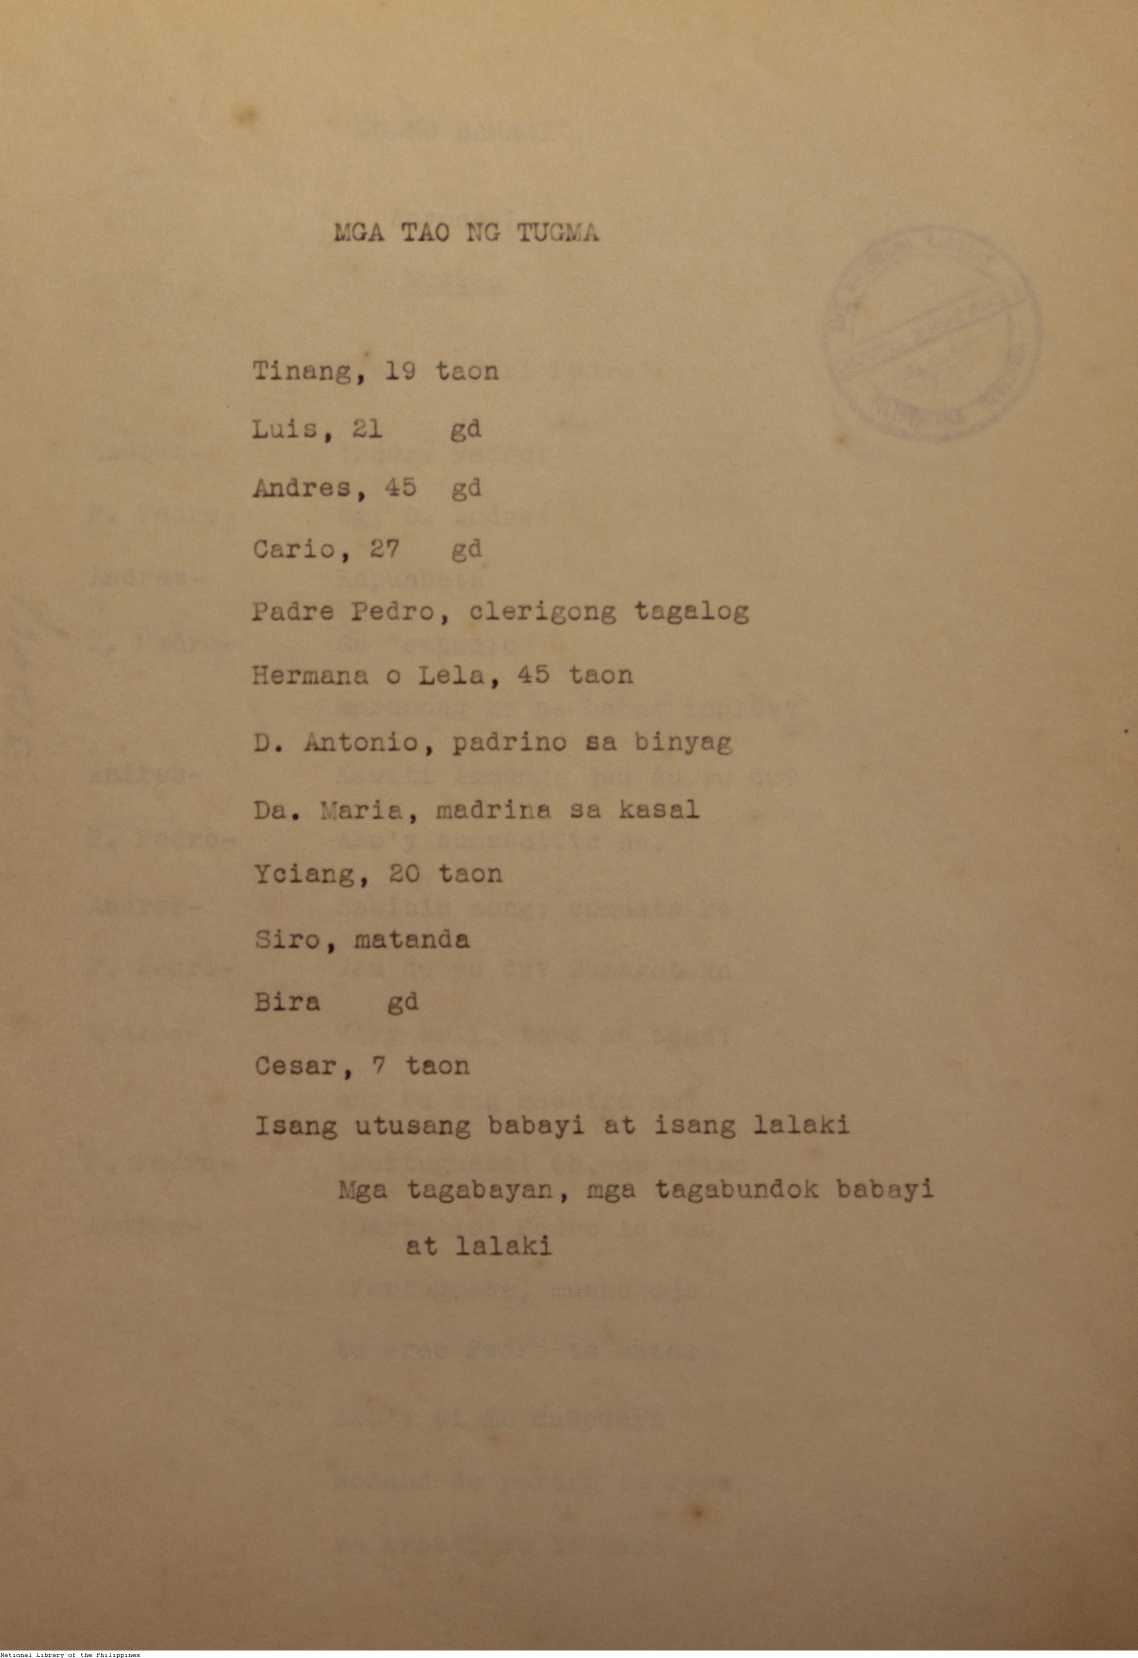 MGA TAO NG TUGMA
Tinang, 19 taon
Luis, 21 gd
Andres, 45 gd
Cario, 27 gd
Padre Pedro, clerigong tagalog
Hermana o Lela, 45 taon
D. Antonio, padrino sa binyag
Da. Maria, madrina sa kasal
Yciang, 20 taon
Siro, matanda
Bira gd
Cesar, 7 taon
Isang utusang babayi at isang lalaki
Mga tagabayan, mga tagabundok babayi
at lalaki
National Library of the Philippines